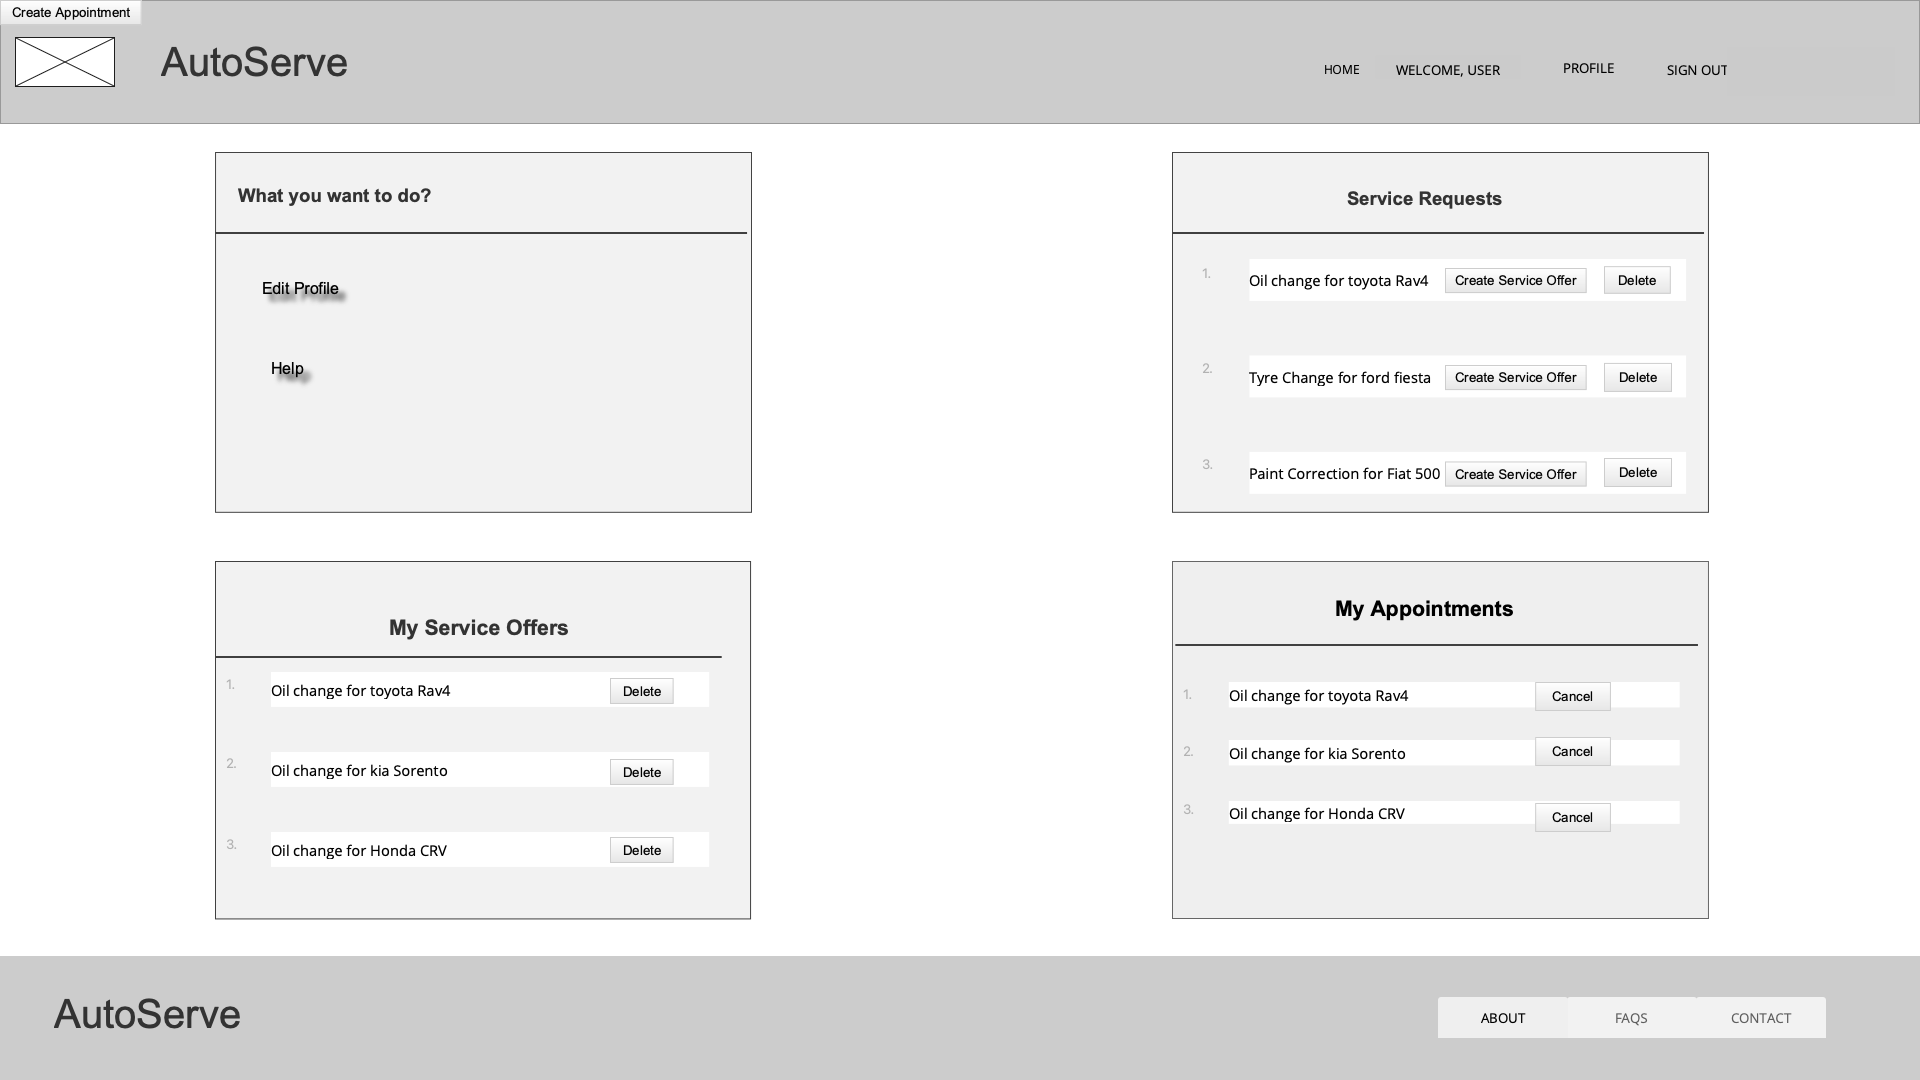 Create Appointment
AutoServe
HOME
WELCOME, USER
PROFILE
SIGN OUT
What you want to do?
Edit Profile
Help
Service Requests
1. Oil change for toyota Rav4 Create Service Offer Delete
2. Tyre Change for ford fiesta Create Service Offer Delete
3. Paint Correction for Fiat 500 Create Service Offer Delete
My Service Offers
1. Oil change for toyota Rav4 Delete
2. Oil change for kia Sorento Delete
3. Oil change for Honda CRV Delete
My Appointments
1. Oil change for toyota Rav4 Cancel
2. Oil change for kia Sorento Cancel
3. Oil change for Honda CRV Cancel
AutoServe
ABOUT FAQS CONTACT